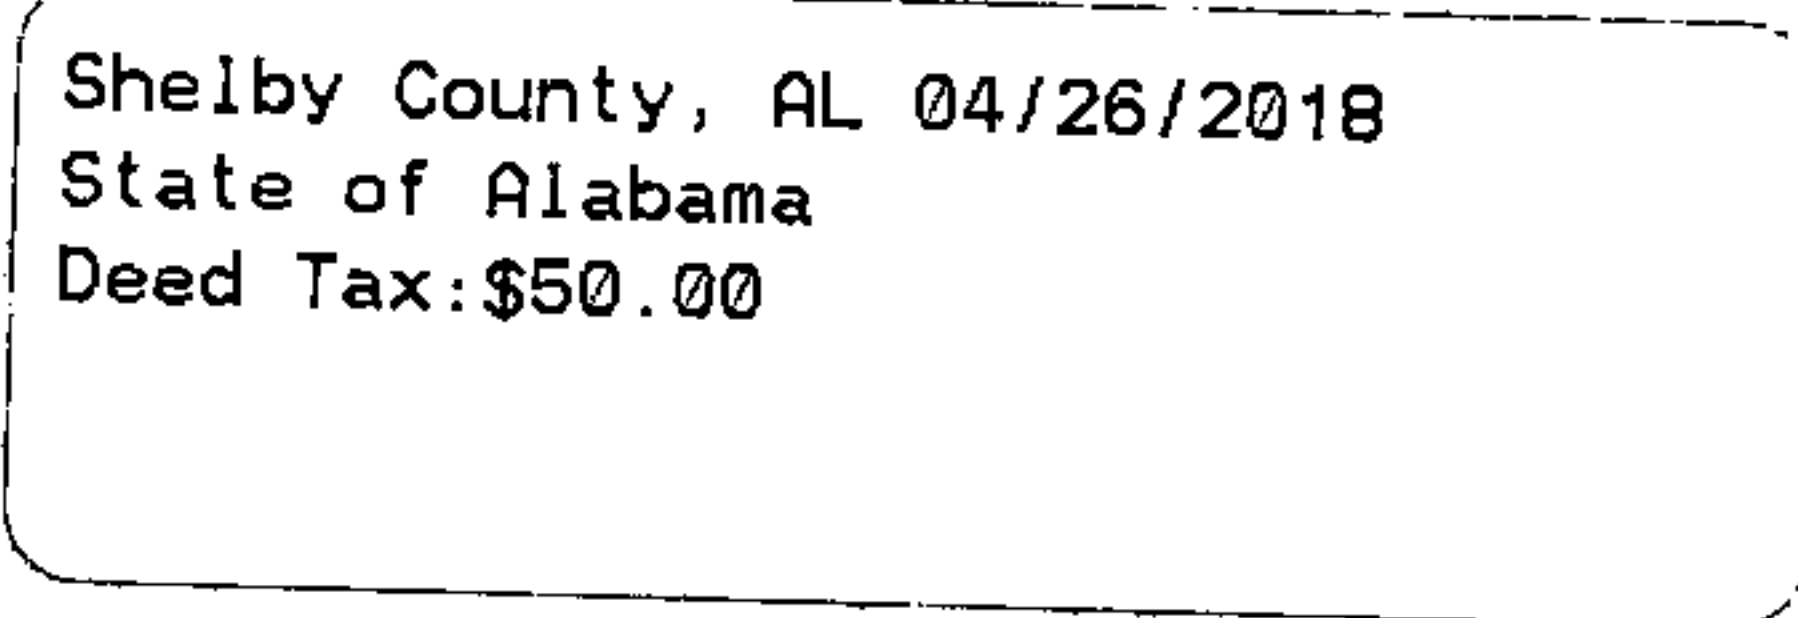 Shelby County, AL 04/26/2018
State of Alabama
Deed Tax:$50.00